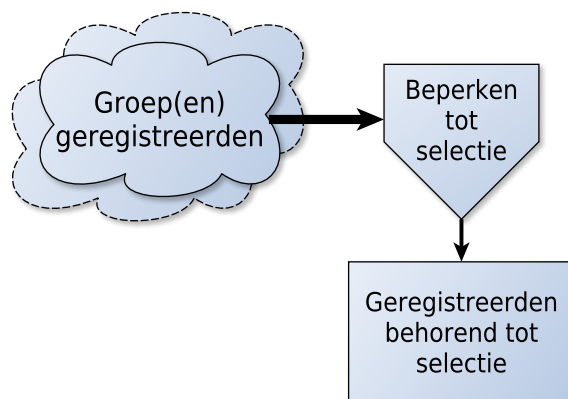 Groep(en)
geregistreerden
Beperken
tot
selectie
Geregistreerden
behorend tot
selectie